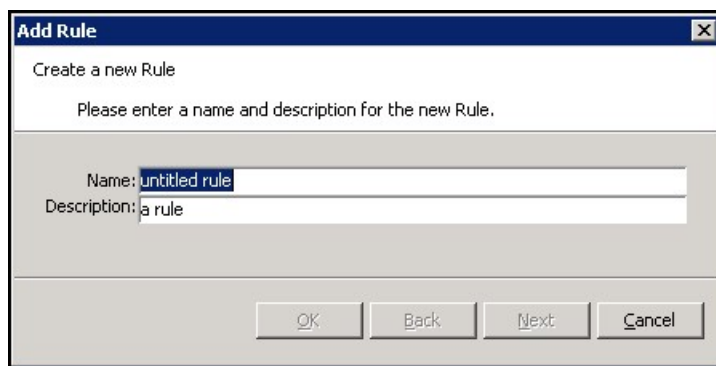 Add Rule
Create a new Rule
Please enter a name and description for the new Rule.
Name: untitled rule
Description: a rule
OK Back Next Cancel